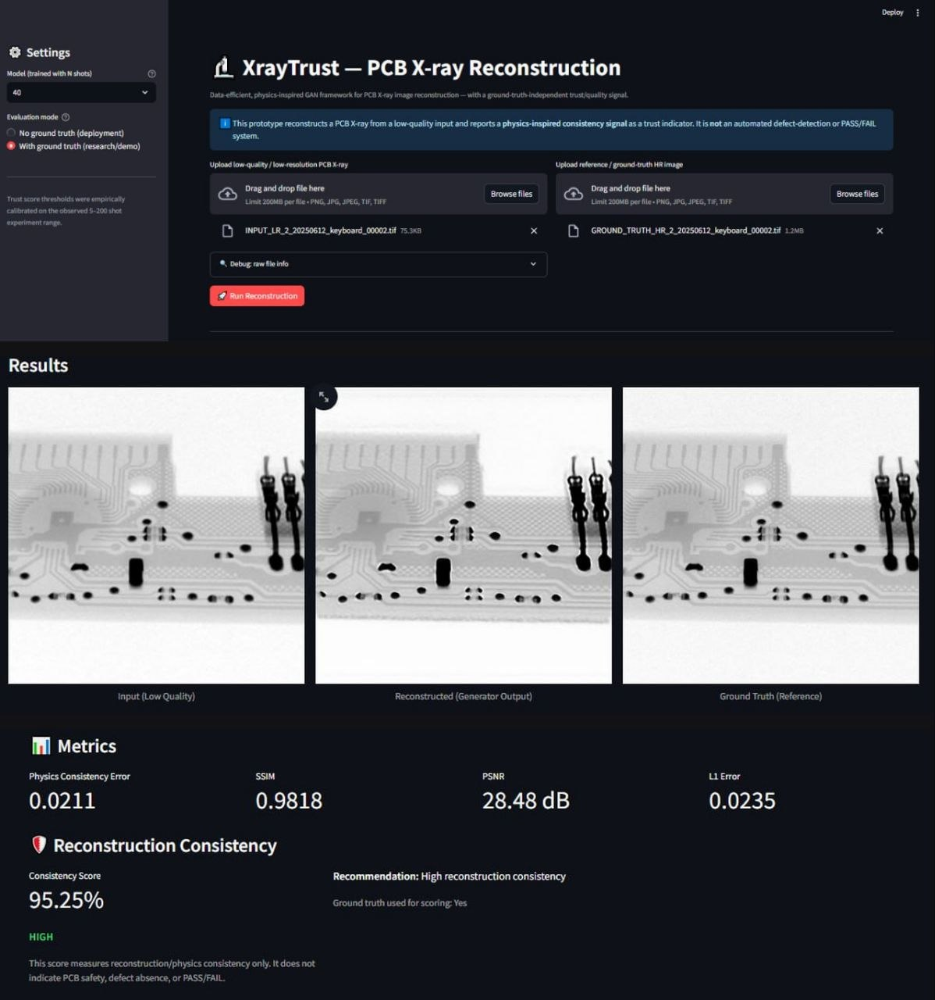 Deploy
Settings
Model (trained with N shots)
40
Evaluation mode
No ground truth (deployment)
With ground truth (research/demo)
Trust score thresholds were empirically
calibrated on the observed 5–200 shot
experiment range.
XrayTrust — PCB X-ray Reconstruction
Data-efficient, physics-inspired GAN framework for PCB X-ray image reconstruction — with a ground-truth-independent trust/quality signal.
This prototype reconstructs a PCB X-ray from a low-quality input and reports a physics-inspired consistency signal as a trust indicator. It is not an automated defect-detection or PASS/FAIL
system.
Upload low-quality / low-resolution PCB X-ray
Drag and drop file here
Limit 200MB per file • PNG, JPG, JPEG, TIF, TIFF
Browse files
INPUT_LR_2_20250612_keyboard_00002.tif 75.3KB
Upload reference / ground-truth HR image
Drag and drop file here
Limit 200MB per file • PNG, JPG, JPEG, TIF, TIFF
Browse files
GROUND_TRUTH_HR_2_20250612_keyboard_00002.tif 1.2MB
Debug: raw file info
Run Reconstruction
Results
Input (Low Quality)
Reconstructed (Generator Output)
Ground Truth (Reference)
Metrics
Physics Consistency Error
0.0211
SSIM
0.9818
PSNR
28.48 dB
L1 Error
0.0235
Reconstruction Consistency
Consistency Score
95.25%
HIGH
Recommendation: High reconstruction consistency
Ground truth used for scoring: Yes
This score measures reconstruction/physics consistency only. It does not
indicate PCB safety, defect absence, or PASS/FAIL.